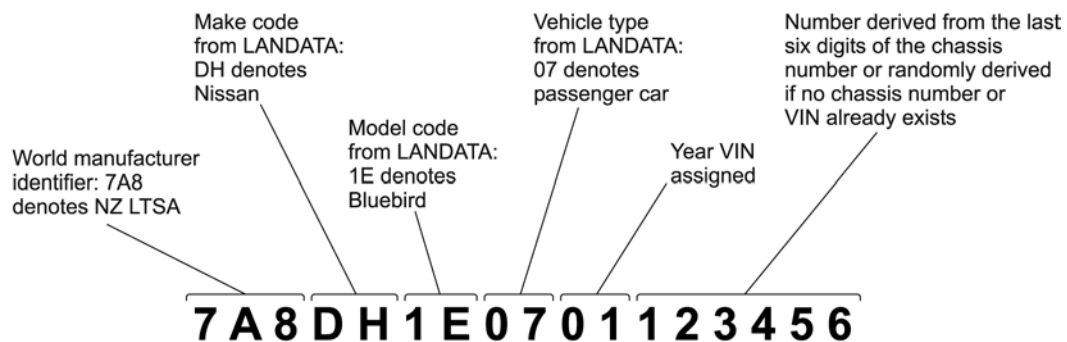 Make code
from LANDATA:
DH denotes
Nissan
Vehicle type
from LANDATA:
07 denotes
passenger car
Number derived from the last
six digits of the chassis
number or randomly derived
if no chassis number or
VIN already exists
World manufacturer
identifier: 7A8
denotes NZ LTSA
Model code
from LANDATA:
1E denotes
Bluebird
Year VIN
assigned
7A8DH1E0701123456